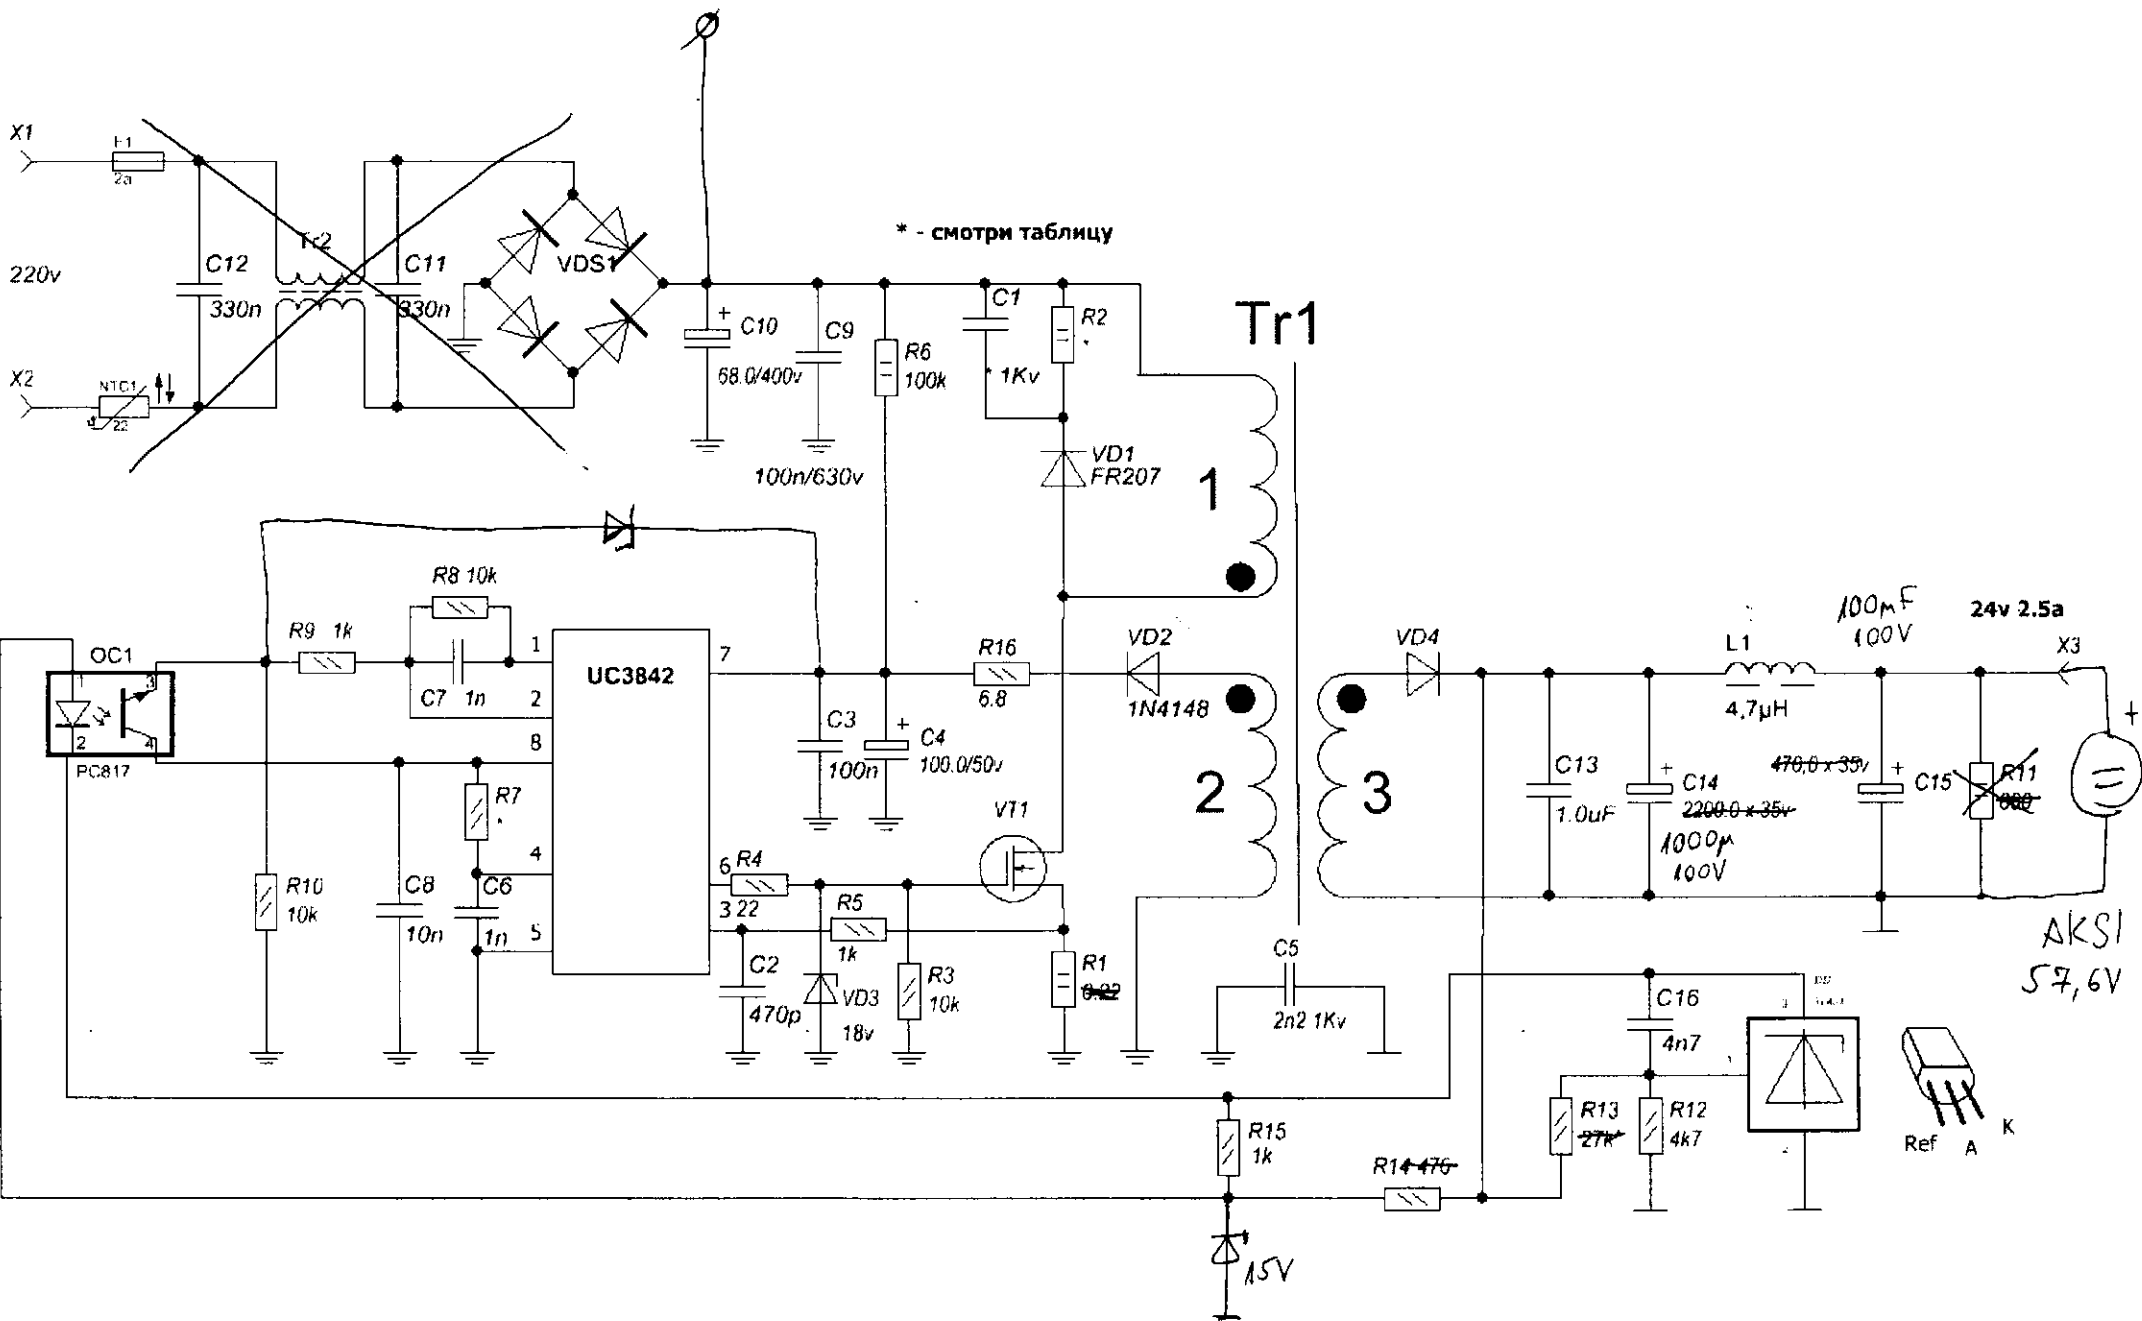 X1
F1
2a
220v
C12
330n
Tr2
C11
330n
VDS1
X2
NTC1
22
* - смотри таблицу
+
C10
68.0/400v
C9
100n/630v
R6
100k
C1
* 1Kv
R2
*
VD1
FR207
Tr1
1
2
3
OC1
1
2
3
4
PC817
R9 1k
R8 10k
C7 1n
1
2
8
4
5
UC3842
7
6
3
R10
10k
C8
10n
R7
*
C6
1n
R16
6.8
VD2
1N4148
C3
100n
+
C4
100.0/50v
R4
22
R5
1k
C2
470p
VD3
18v
R3
10k
VT1
R1
0.22
C5
2n2 1Kv
VD4
L1
4,7µH
100mF
100V
24v 2.5a
X3
C13
1.0uF
+
C14
2200.0 x 35v
1000µ
100V
470,0 x 35v
+
C15
R11
+
AKSI
57,6V
C16
4n7
R13
27k*
R12
4k7
R15
1k
R14 470
15V
Ref
A
K